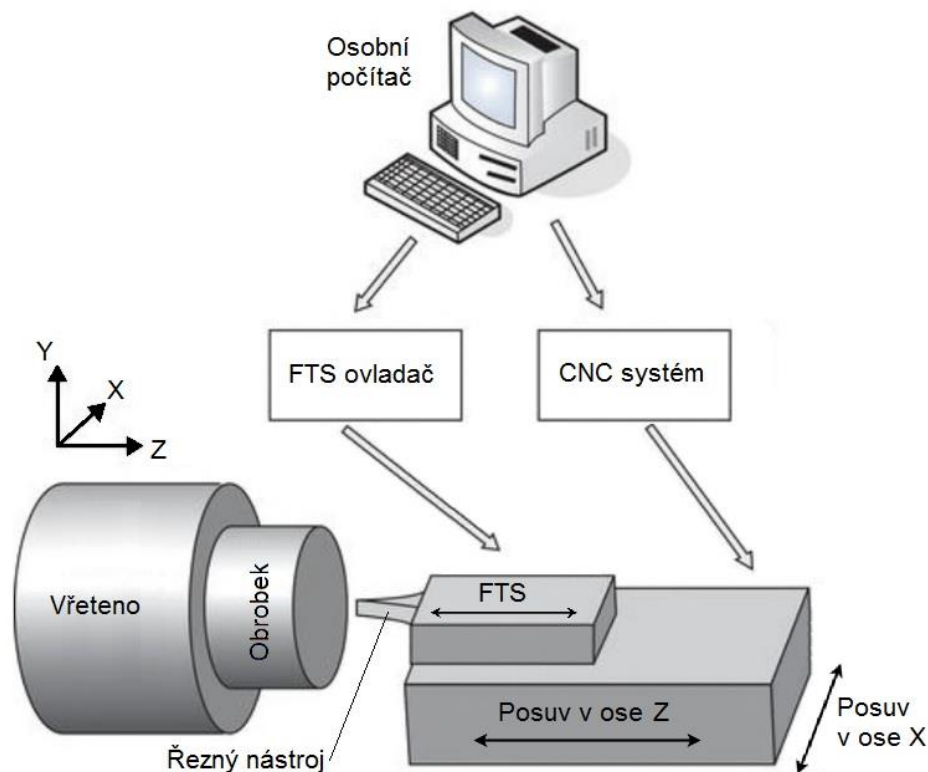 Osobní
počítač
FTS ovladač
CNC systém
Y
X
Z
Vřeteno
Obrobek
FTS
Posuv v ose Z
Posuv
v ose X
Řezný nástroj